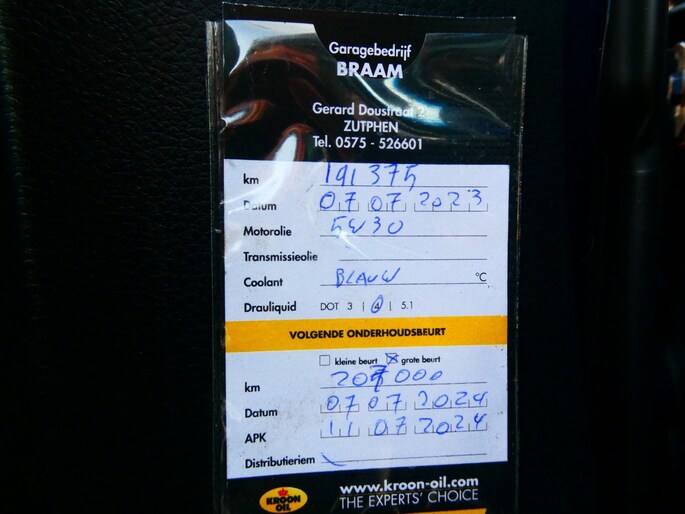 Garagebedrijf
BRAAM
Gerard Doustraat 2
ZUTPHEN
Tel. 0575 - 526601
km 191375
Datum 07 07 2023
Motorolie 5W30
Transmissieolie
Coolant BLAUW °C
Drauliquid DOT 3 | 4 | 5.1
VOLGENDE ONDERHOUDSBEURT
kleine beurt grote beurt
km 207000
Datum 07 07 2024
APK 11 07 2024
Distributieriem
KROON OIL
www.kroon-oil.com
THE EXPERTS' CHOICE